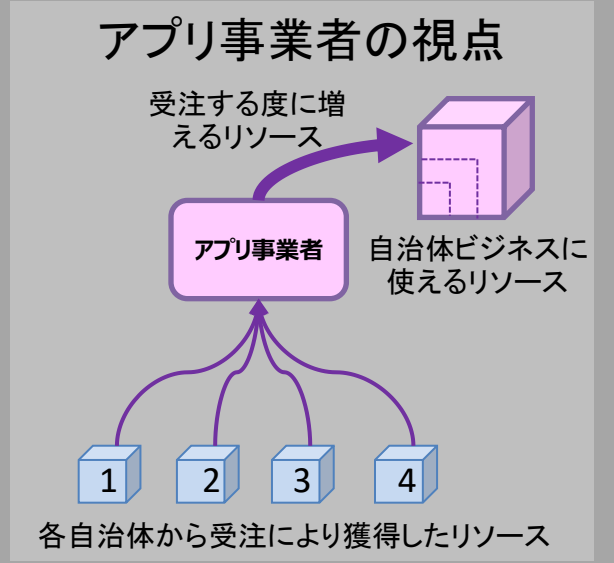 アプリ事業者の視点
受注する度に増
えるリソース
アプリ事業者
自治体ビジネスに
使えるリソース
1
2
3
4
各自治体から受注により獲得したリソース